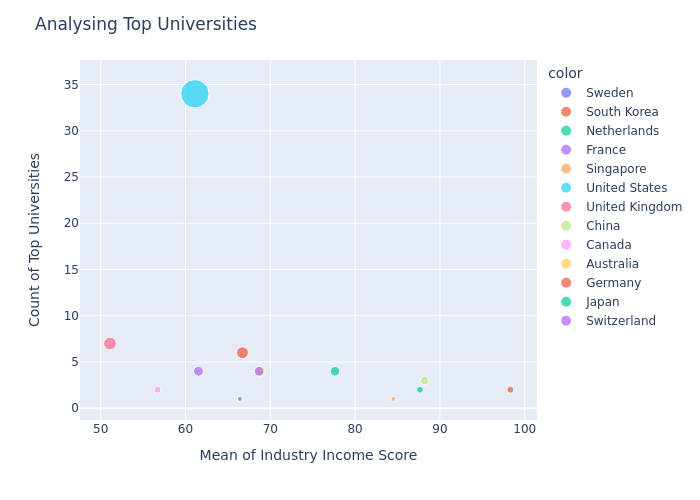 Analysing Top Universities
color
Sweden
South Korea
Netherlands
France
Singapore
United States
United Kingdom
China
Canada
Australia
Germany
Japan
Switzerland
Count of Top Universities
35
30
25
20
15
10
5
0
50 60 70 80 90 100
Mean of Industry Income Score